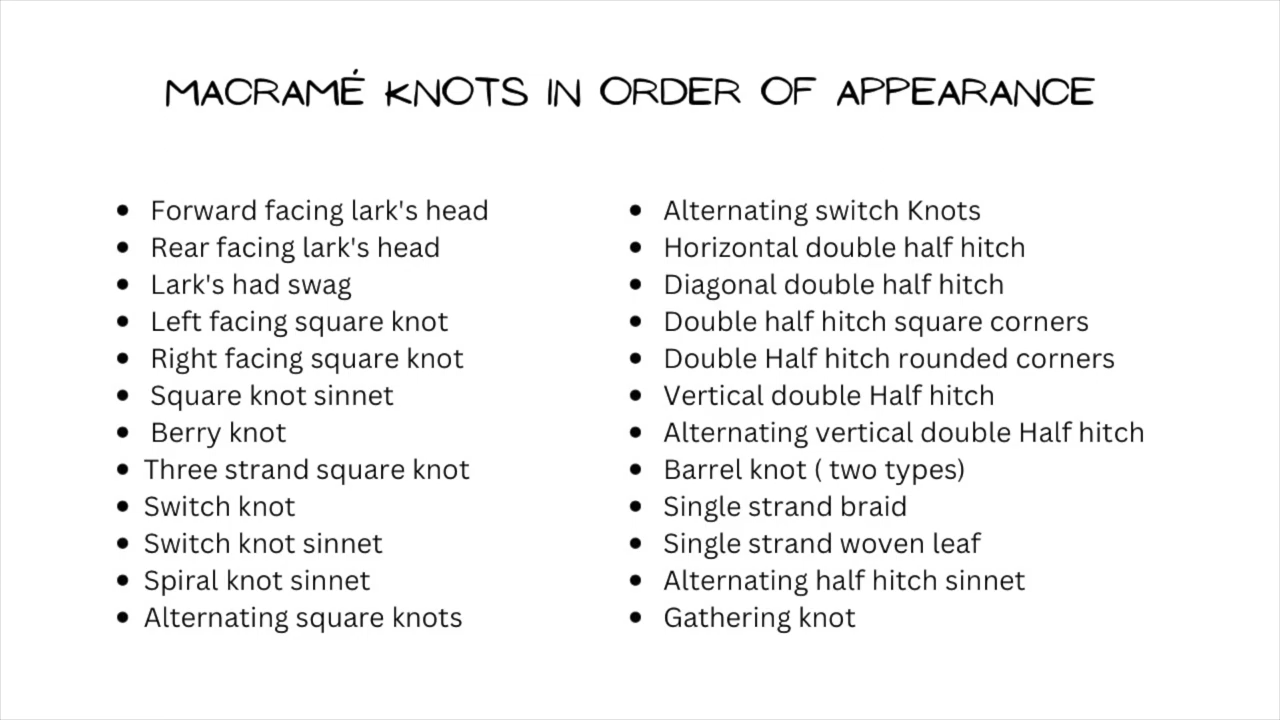 MACRAMÉ KNOTS IN ORDER OF APPEARANCE
• Forward facing lark's head
• Rear facing lark's head
• Lark's had swag
• Left facing square knot
• Right facing square knot
• Square knot sinnet
• Berry knot
• Three strand square knot
• Switch knot
• Switch knot sinnet
• Spiral knot sinnet
• Alternating square knots
• Alternating switch Knots
• Horizontal double half hitch
• Diagonal double half hitch
• Double half hitch square corners
• Double Half hitch rounded corners
• Vertical double Half hitch
• Alternating vertical double Half hitch
• Barrel knot ( two types)
• Single strand braid
• Single strand woven leaf
• Alternating half hitch sinnet
• Gathering knot